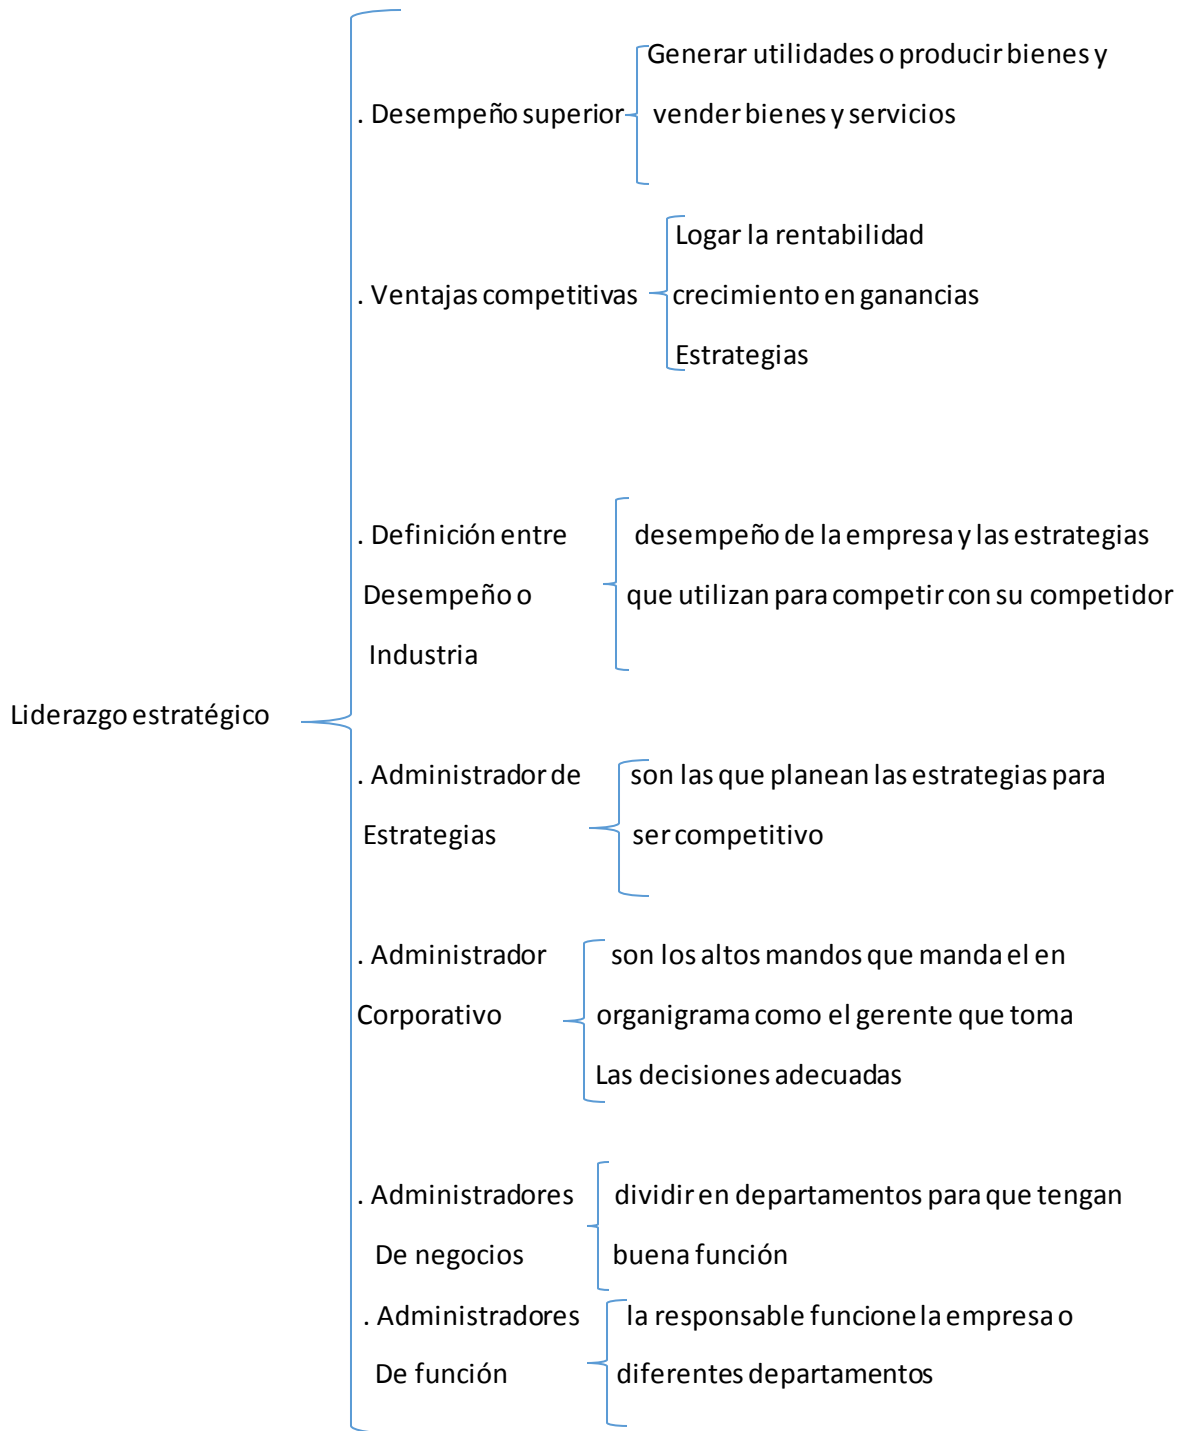 Generar utilidades o producir bienes y
. Desempeño superior vender bienes y servicios
Logar la rentabilidad
. Ventajas competitivas crecimiento en ganancias
Estrategias
. Definición entre desempeño de la empresa y las estrategias
Desempeño o que utilizan para competir con su competidor
Industria
Liderazgo estratégico
. Administrador de son las que planean las estrategias para
Estrategias ser competitivo
. Administrador son los altos mandos que manda el en
Corporativo organigrama como el gerente que toma
Las decisiones adecuadas
. Administradores dividir en departamentos para que tengan
De negocios buena función
. Administradores la responsable funcione la empresa o
De función diferentes departamentos